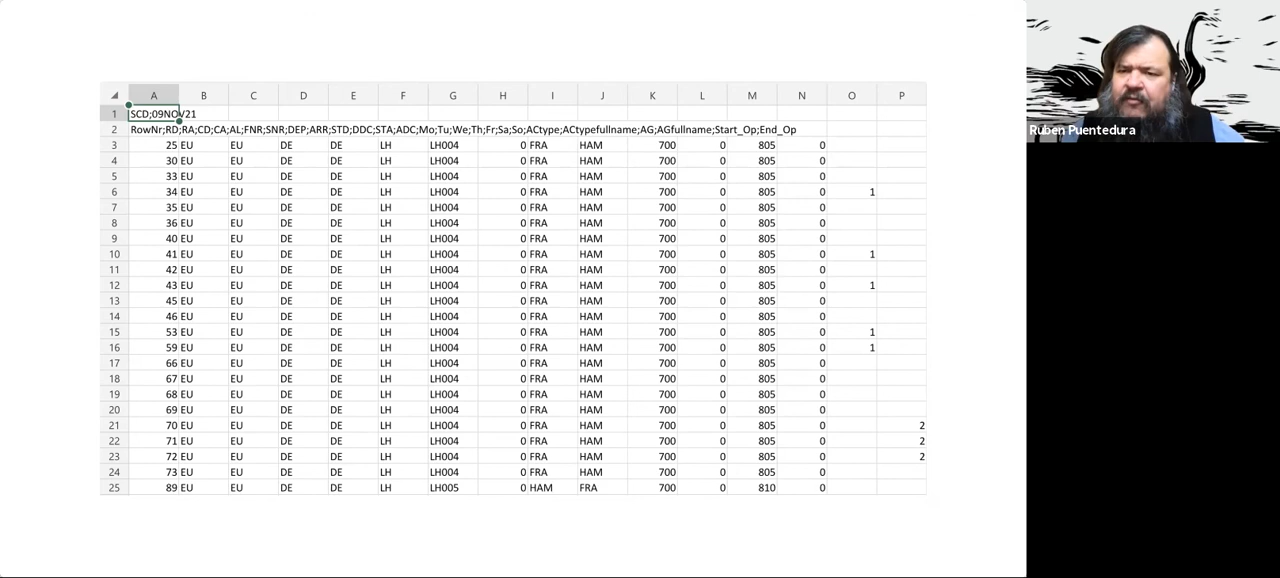 A B C D E F G H I J K L M N O P
1 SCD;09NOV21
2 RowNr;RD;RA;CD;CA;AL;FNR;SNR;DEP;ARR;STD;DDC;STA;ADC;Mo;Tu;We;Th;Fr;Sa;So;ACtype;ACtypefullname;AG;AGfullname;Start_Op;End_Op
3 25 EU EU DE DE LH LH004 0 FRA HAM 700 0 805 0
4 30 EU EU DE DE LH LH004 0 FRA HAM 700 0 805 0
5 33 EU EU DE DE LH LH004 0 FRA HAM 700 0 805 0
6 34 EU EU DE DE LH LH004 0 FRA HAM 700 0 805 0 1
7 35 EU EU DE DE LH LH004 0 FRA HAM 700 0 805 0
8 36 EU EU DE DE LH LH004 0 FRA HAM 700 0 805 0
9 40 EU EU DE DE LH LH004 0 FRA HAM 700 0 805 0
10 41 EU EU DE DE LH LH004 0 FRA HAM 700 0 805 0 1
11 42 EU EU DE DE LH LH004 0 FRA HAM 700 0 805 0
12 43 EU EU DE DE LH LH004 0 FRA HAM 700 0 805 0 1
13 45 EU EU DE DE LH LH004 0 FRA HAM 700 0 805 0
14 46 EU EU DE DE LH LH004 0 FRA HAM 700 0 805 0
15 53 EU EU DE DE LH LH004 0 FRA HAM 700 0 805 0 1
16 59 EU EU DE DE LH LH004 0 FRA HAM 700 0 805 0 1
17 66 EU EU DE DE LH LH004 0 FRA HAM 700 0 805 0
18 67 EU EU DE DE LH LH004 0 FRA HAM 700 0 805 0
19 68 EU EU DE DE LH LH004 0 FRA HAM 700 0 805 0
20 69 EU EU DE DE LH LH004 0 FRA HAM 700 0 805 0
21 70 EU EU DE DE LH LH004 0 FRA HAM 700 0 805 0 2
22 71 EU EU DE DE LH LH004 0 FRA HAM 700 0 805 0 2
23 72 EU EU DE DE LH LH004 0 FRA HAM 700 0 805 0 2
24 73 EU EU DE DE LH LH004 0 FRA HAM 700 0 805 0
25 89 EU EU DE DE LH LH005 0 HAM FRA 700 0 810 0
Ruben Puentedura